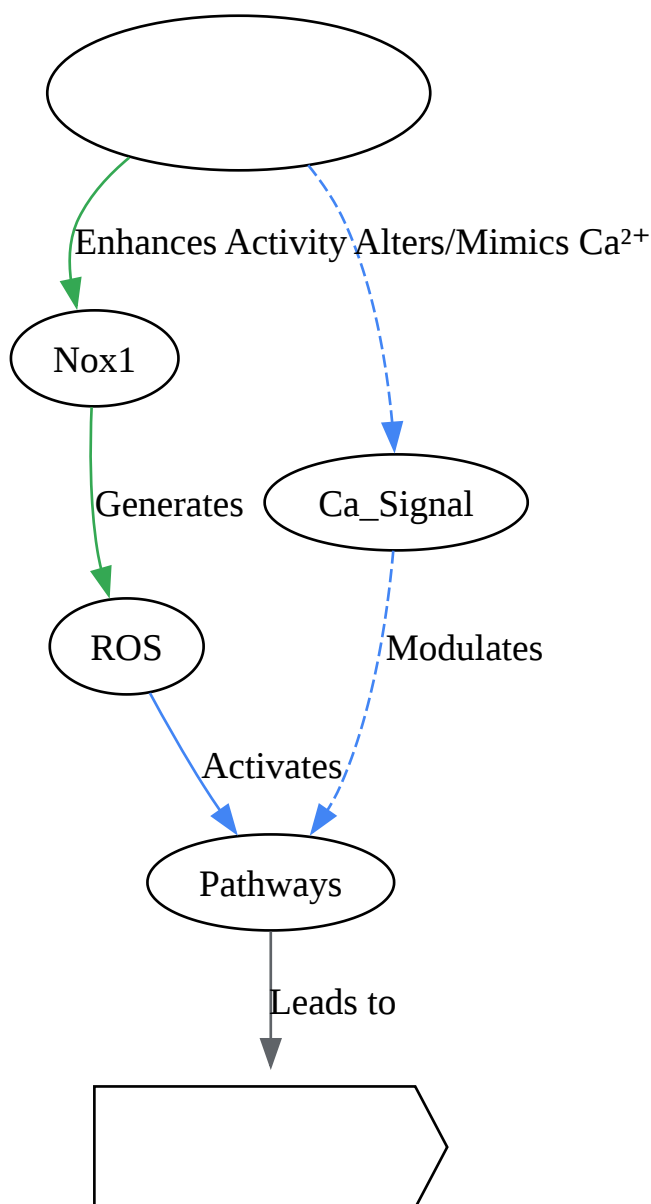 Enhances Activity
Alters/Mimics Ca²⁺
Nox1
Generates
Ca_Signal
ROS
Modulates
Activates
Pathways
Leads to